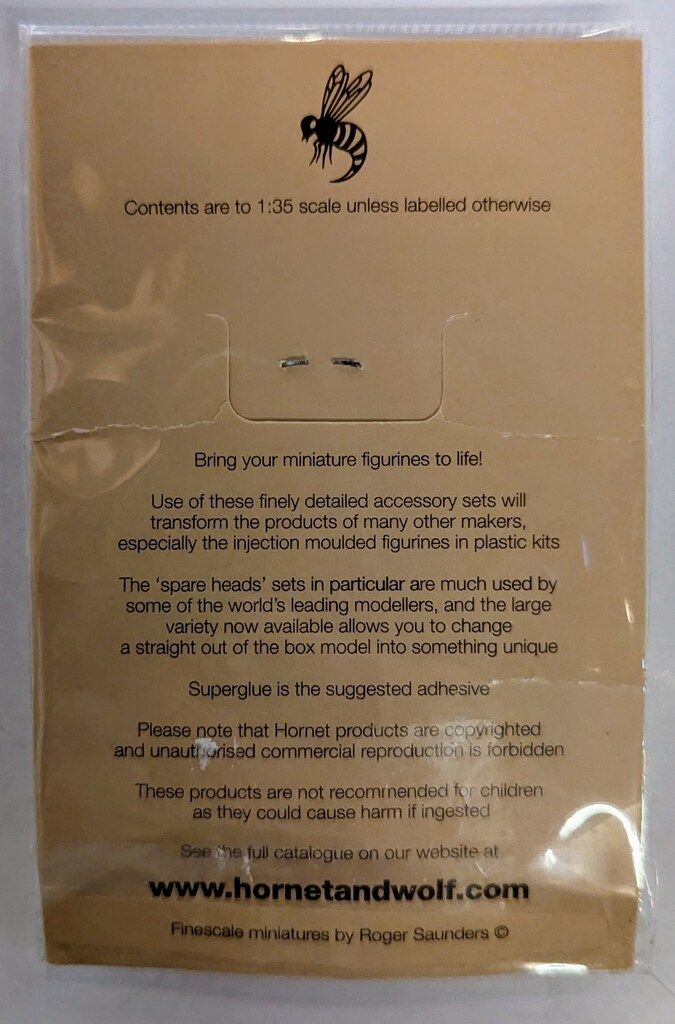 Contents are to 1:35 scale unless labelled otherwise
Bring your miniature figurines to life!
Use of these finely detailed accessory sets will
transform the products of many other makers,
especially the injection moulded figurines in plastic kits
The 'spare heads' sets in particular are much used by
some of the world's leading modellers, and the large
variety now available allows you to change
a straight out of the box model into something unique
Superglue is the suggested adhesive
Please note that Hornet products are copyrighted
and unauthorised commercial reproduction is forbidden
These products are not recommended for children
as they could cause harm if ingested
See the full catalogue on our website at
www.hornetandwolf.com
Finescale miniatures by Roger Saunders ©